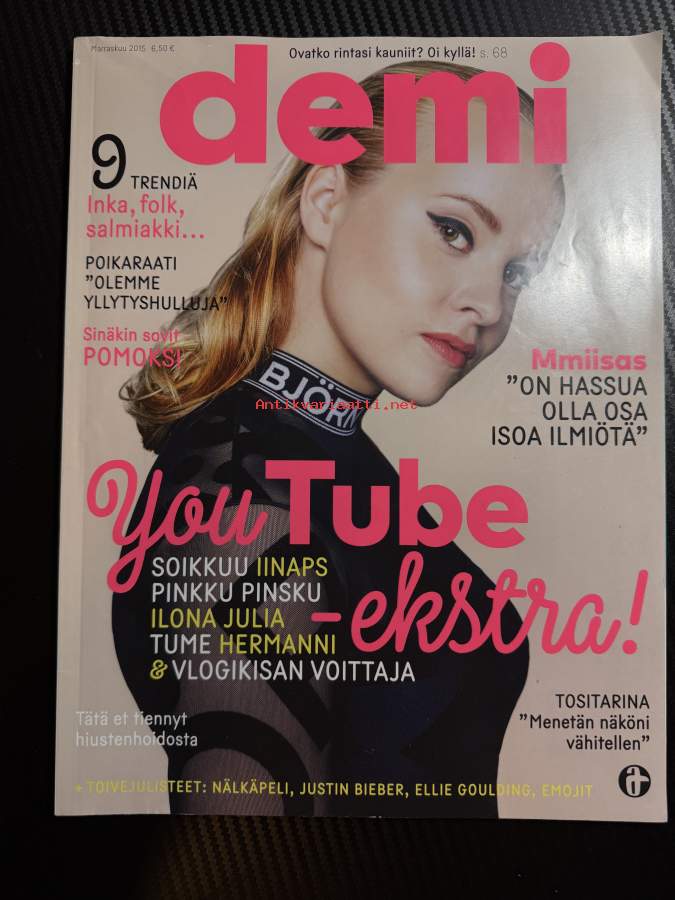 Marraskuu 2015 6,50 €
Ovatko rintasi kauniit? Oi kyllä! s. 68
demi
9 TRENDIÄ
Inka, folk,
salmiakki...
POIKARAATI
"OLEMME
YLLYTYSHULLUJA"
Sinäkin sovit
POMOKSI
BJÖRN
Antikvariaatti.net
Mmiisas
"ON HASSUA
OLLA OSA
ISOA ILMIÖTÄ"
YouTube
-ekstra!
SOIKKUU IINAPS
PINKKU PINSKU
ILONA JULIA
TUME HERMANNI
& VLOGIKISAN VOITTAJA
TOSITARINA
"Menetän näköni
vähitellen"
Tätä et tiennyt
hiustenhoidosta
+ TOIVEJULISTEET: NÄLKÄPELI, JUSTIN BIEBER, ELLIE GOULDING, EMOJIT